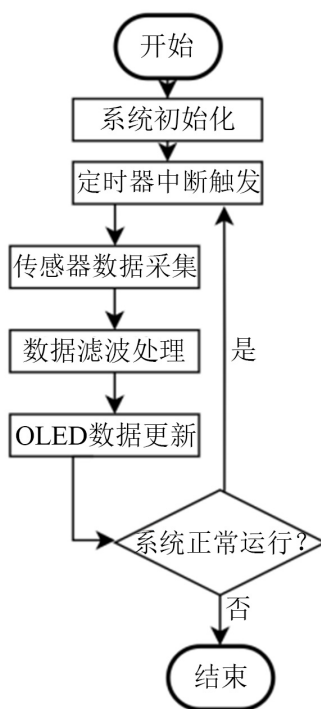 开始
系统初始化
定时器中断触发
传感器数据采集
数据滤波处理
是
OLED数据更新
系统正常运行？
否
结束